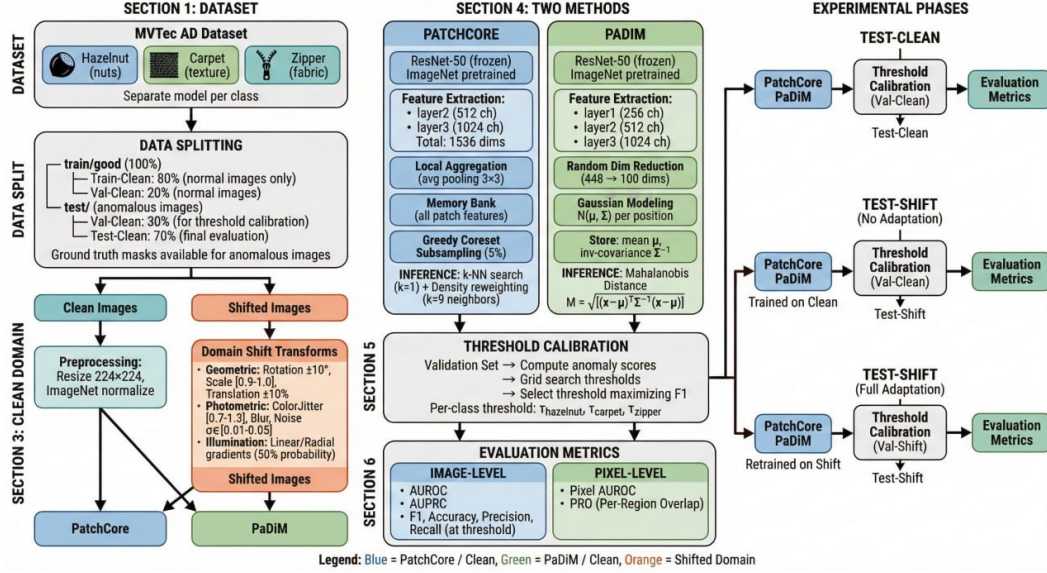 SECTION 1: DATASET
DATASET
MVTec AD Dataset
Hazelnut
(nuts)
Carpet
(texture)
Zipper
(fabric)
Separate model per class
DATA SPLIT
DATA SPLITTING
train/good (100%)
Train-Clean: 80% (normal images only)
Val-Clean: 20% (normal images)
test/ (anomalous images)
Val-Clean: 30% (for threshold calibration)
Test-Clean: 70% (final evaluation)
Ground truth masks available for anomalous images
SECTION 3: CLEAN DOMAIN
Clean Images
Shifted Images
Preprocessing:
Resize 224×224,
ImageNet normalize
Domain Shift Transforms
• Geometric: Rotation ±10°,
Scale [0.9-1.0],
Translation ±10%
• Photometric: ColorJitter
[0.7-1.3], Blur, Noise
σ∈[0.01-0.05]
• Illumination: Linear/Radial
gradients (50% probability)
Shifted Images
PatchCore
PaDiM
SECTION 4: TWO METHODS
PATCHCORE
ResNet-50 (frozen)
ImageNet pretrained
Feature Extraction:
• layer2 (512 ch)
• layer3 (1024 ch)
Total: 1536 dims
Local Aggregation
(avg pooling 3×3)
Memory Bank
(all patch features)
Greedy Coreset
Subsampling (5%)
INFERENCE: k-NN search
(k=1) + Density reweighting
(k=9 neighbors)
PADIM
ResNet-50 (frozen)
ImageNet pretrained
Feature Extraction:
• layer1 (256 ch)
• layer2 (512 ch)
• layer3 (1024 ch)
Random Dim Reduction
(448 → 100 dims)
Gaussian Modeling
N(μ, Σ) per position
Store: mean μ,
inv-covariance Σ⁻¹
INFERENCE: Mahalanobis
Distance
M = √[(x−μ)ᵀΣ⁻¹(x−μ)]
SECTION 5
THRESHOLD CALIBRATION
Validation Set → Compute anomaly scores
→ Grid search thresholds
→ Select threshold maximizing F1
Per-class threshold: τhazelnut, τcarpet, τzipper
SECTION 6
EVALUATION METRICS
IMAGE-LEVEL
• AUROC
• AUPRC
• F1, Accuracy, Precision,
Recall (at threshold)
PIXEL-LEVEL
• Pixel AUROC
• PRO (Per-Region Overlap)
EXPERIMENTAL PHASES
TEST-CLEAN
PatchCore
PaDiM
Threshold
Calibration
(Val-Clean)
Evaluation
Metrics
Test-Clean
TEST-SHIFT
(No Adaptation)
PatchCore
PaDiM
Trained on Clean
Threshold
Calibration
(Val-Clean)
Evaluation
Metrics
Test-Shift
TEST-SHIFT
(Full Adaptation)
PatchCore
PaDiM
Retrained on Shift
Threshold
Calibration
(Val-Shift)
Evaluation
Metrics
Test-Shift
Legend: Blue = PatchCore / Clean, Green = PaDiM / Clean, Orange = Shifted Domain